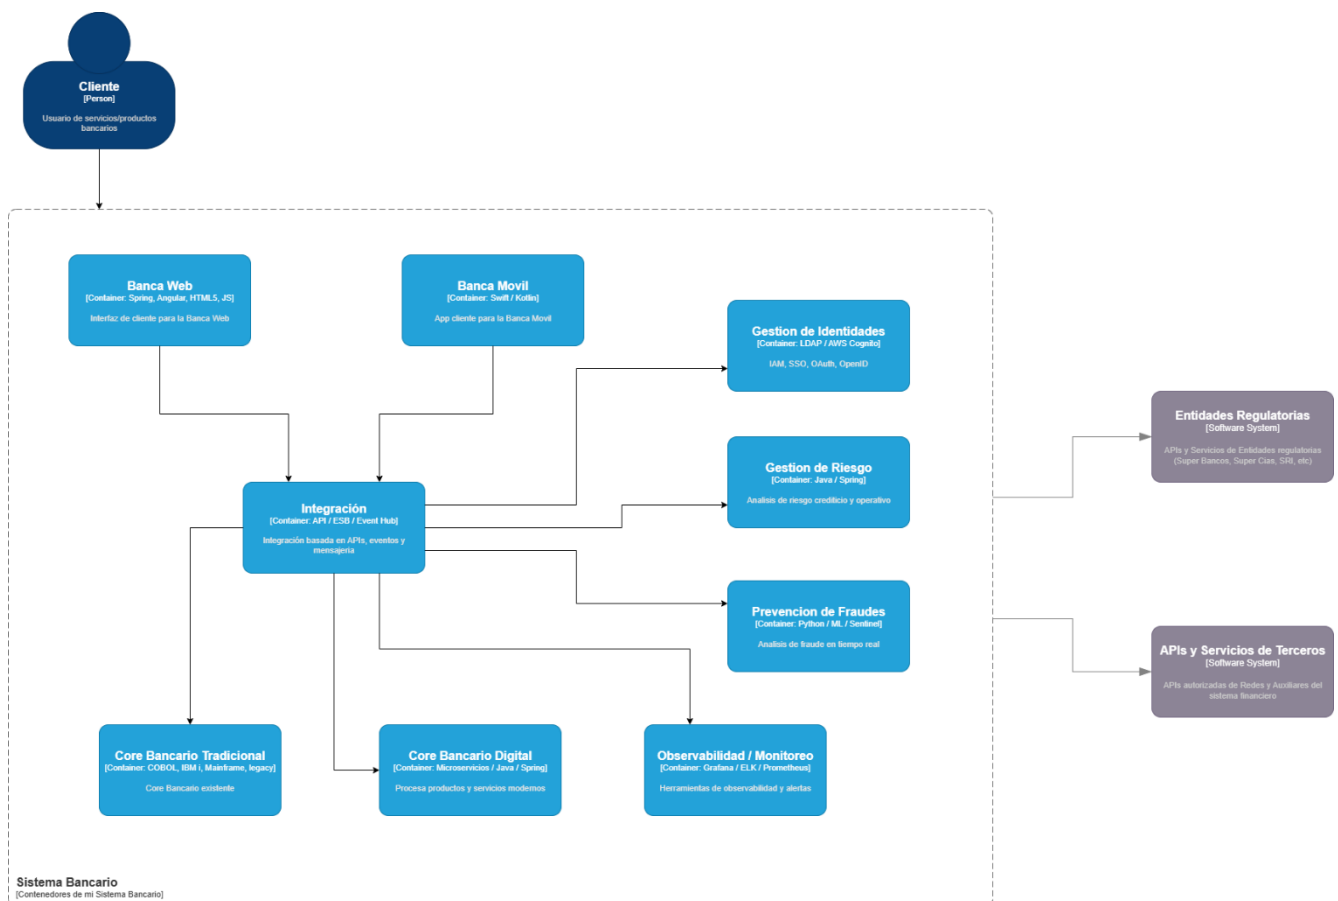 Cliente
[Person]
Usuario de servicios/productos
bancarios
Banca Web
[Container: Spring, Angular, HTML5, JS]
Interfaz de cliente para la Banca Web
Banca Movil
[Container: Swift / Kotlin]
App cliente para la Banca Movil
Gestion de Identidades
[Container: LDAP / AWS Cognito]
IAM, SSO, OAuth, OpenID
Entidades Regulatorias
[Software System]
APIs y Servicios de Entidades regulatorias
(Super Bancos, Super Cias, SRI, etc)
Gestion de Riesgo
[Container: Java / Spring]
Analisis de riesgo crediticio y operativo
Integración
[Container: API / ESB / Event Hub]
Integración basada en APIs, eventos y
mensajeria
Prevencion de Fraudes
[Container: Python / ML / Sentinel]
Analisis de fraude en tiempo real
APIs y Servicios de Terceros
[Software System]
APIs autorizadas de Redes y Auxiliares del
sistema financiero
Core Bancario Tradicional
[Container: COBOL, IBM i, Mainframe, legacy]
Core Bancario existente
Core Bancario Digital
[Container: Microservicios / Java / Spring]
Procesa productos y servicios modernos
Observabilidad / Monitoreo
[Container: Grafana / ELK / Prometheus]
Herramientas de observabilidad y alertas
Sistema Bancario
[Contenedores de mi Sistema Bancario]